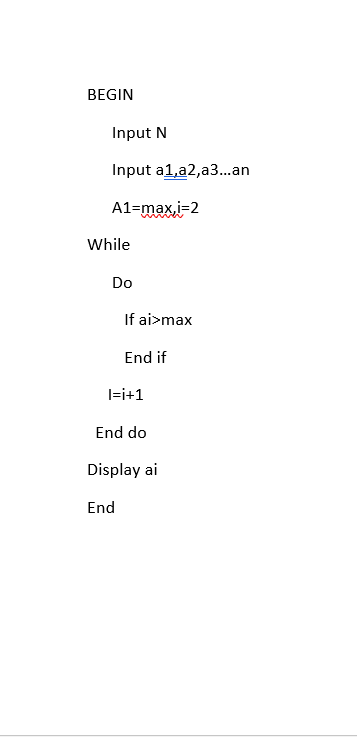 BEGIN
Input N
Input a1,a2,a3...an
A1=max,i=2
While
Do
If ai>max
End if
I=i+1
End do
Display ai
End